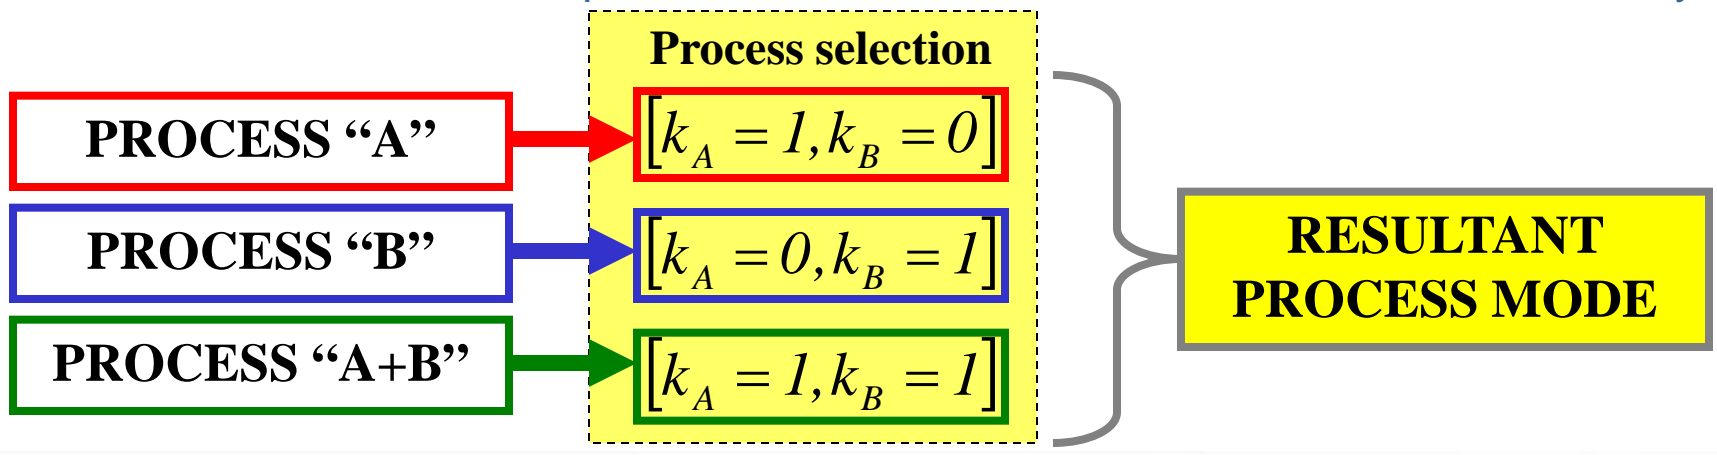 Process selection
PROCESS “A”
[k_A = 1, k_B = 0]
PROCESS “B”
[k_A = 0, k_B = 1]
PROCESS “A+B”
[k_A = 1, k_B = 1]
RESULTANT
PROCESS MODE